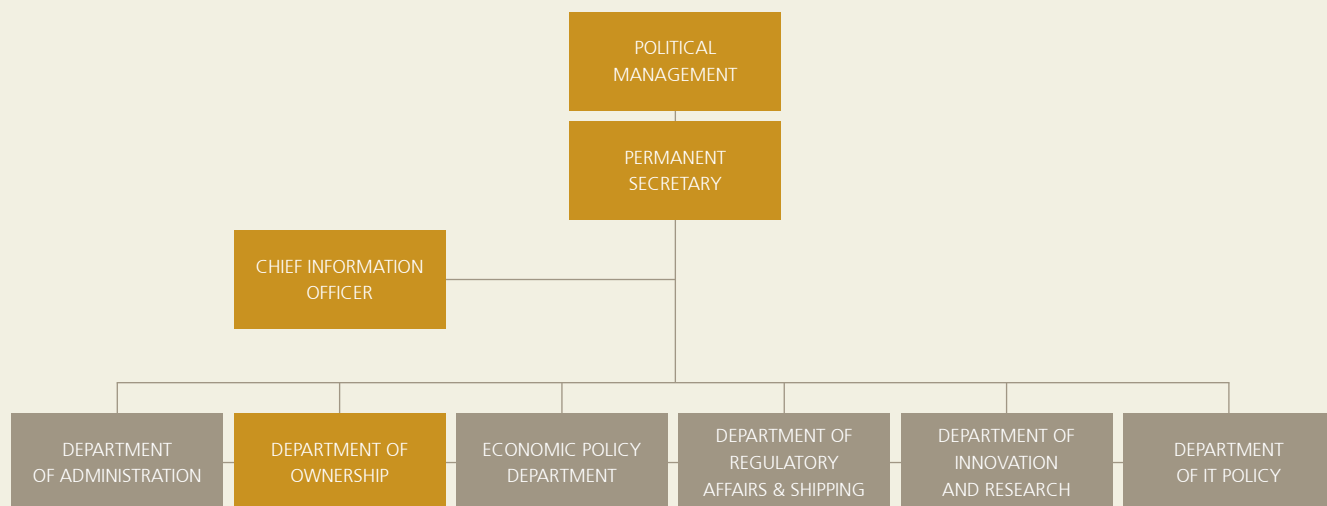 POLITICAL
MANAGEMENT
PERMANENT
SECRETARY
CHIEF INFORMATION
OFFICER
DEPARTMENT
OF ADMINISTRATION
DEPARTMENT OF
OWNERSHIP
ECONOMIC POLICY
DEPARTMENT
DEPARTMENT OF
REGULATORY
AFFAIRS & SHIPPING
DEPARTMENT OF
INNOVATION
AND RESEARCH
DEPARTMENT
OF IT POLICY